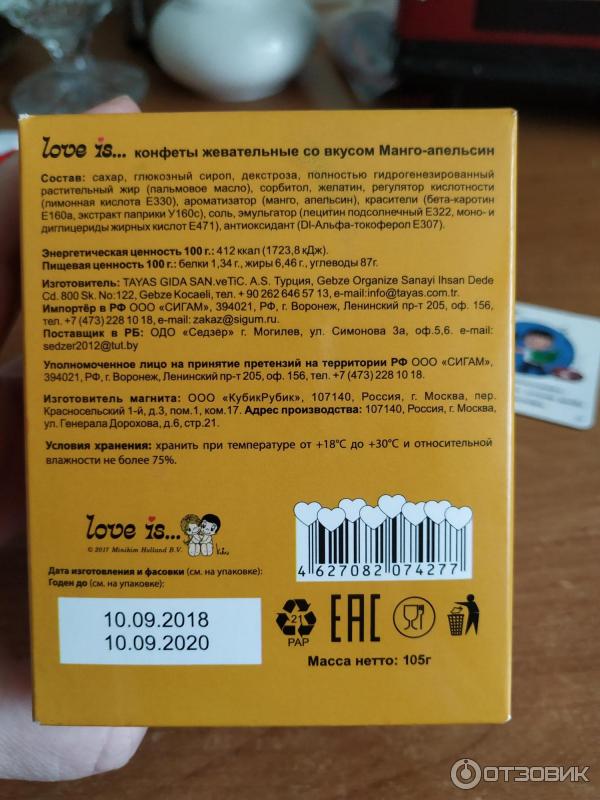 love is... конфеты жевательные со вкусом Манго-апельсин
Состав: сахар, глюкозный сироп, декстроза, полностью гидрогенезированный
растительный жир (пальмовое масло), сорбитол, желатин, регулятор кислотности
(лимонная кислота Е330), ароматизатор (манго, апельсин), красители (бета-каротин
Е160а, экстракт паприки У160с), соль, эмульгатор (лецитин подсолнечный Е322, моно- и
диглицериды жирных кислот Е471), антиоксидант (Dl-Альфа-токоферол Е307).
Энергетическая ценность 100 г.: 412 ккал (1723,8 кДж).
Пищевая ценность 100 г.: белки 1,34 г., жиры 6,46 г., углеводы 87г.
Изготовитель: TAYAS GIDA SAN.veTiC. A.S. Турция, Gebze Organize Sanayi Ihsan Dede
Cd. 800 Sk. No:122, Gebze Kocaeli, тел. + 90 262 646 57 13, e-mail=info@tayas.com.tr.
Импортёр в РФ ООО «СИГАМ», 394021, РФ, г. Воронеж, Ленинский пр-т 205, оф. 156,
тел. +7 (473) 228 10 18, e-mail: zakaz@sigum.ru.
Поставщик в РБ: ОДО «Седзёр» г. Могилев, ул. Симонова 3а, оф.5,6. e-mail:
sedzer2012@tut.by
Уполномоченное лицо на принятие претензий на территории РФ ООО «СИГАМ»,
394021, РФ, г. Воронеж, Ленинский пр-т 205, оф. 156, тел. +7 (473) 228 10 18.
Изготовитель магнита: ООО «КубикРубик», 107140, Россия, г. Москва, пер.
Красносельский 1-й, д.3, пом.1, ком.17. Адрес производства: 107140, Россия, г. Москва,
ул. Генерала Дорохова, д.6, стр.21.
Условия хранения: хранить при температуре от +18°С до +30°С и относительной
влажности не более 75%.
love is...
© 2017 Minikim Holland B.V.
4 627082 074277
Дата изготовления и фасовки (см. на упаковке):
Годен до (см. на упаковке):
10.09.2018
10.09.2020
21
PAP
EAC
Масса нетто: 105г
ОТЗОВИК